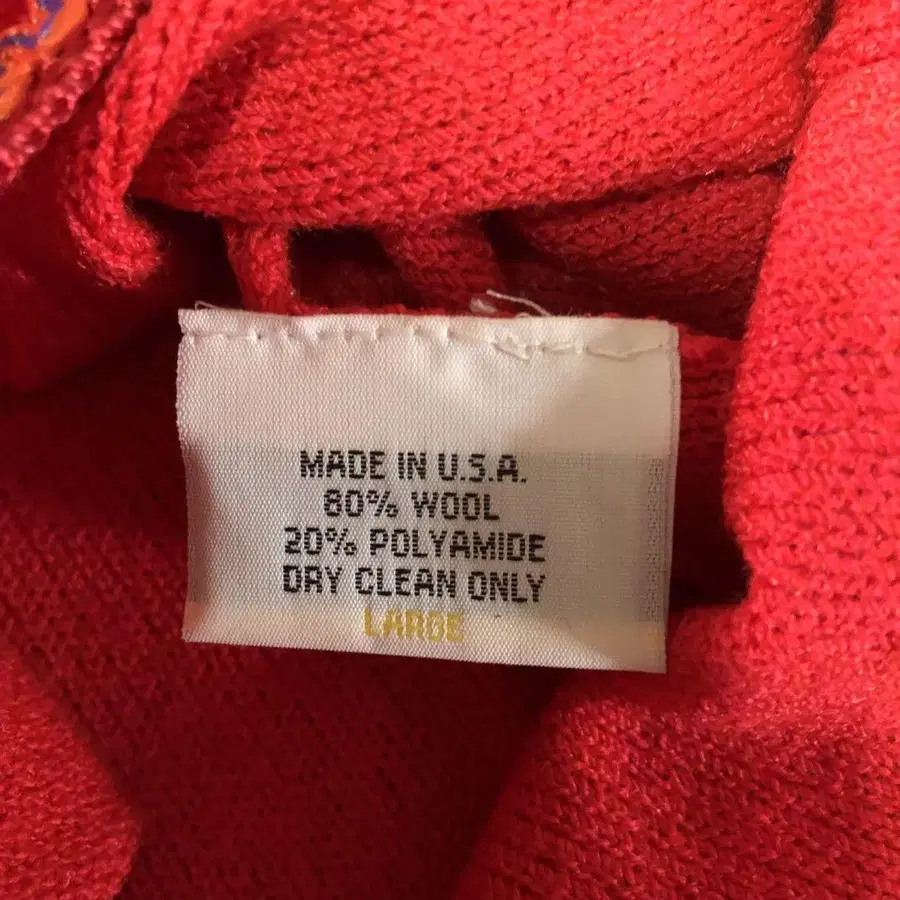 MADE IN U.S.A.
80% WOOL
20% POLYAMIDE
DRY CLEAN ONLY
LARGE